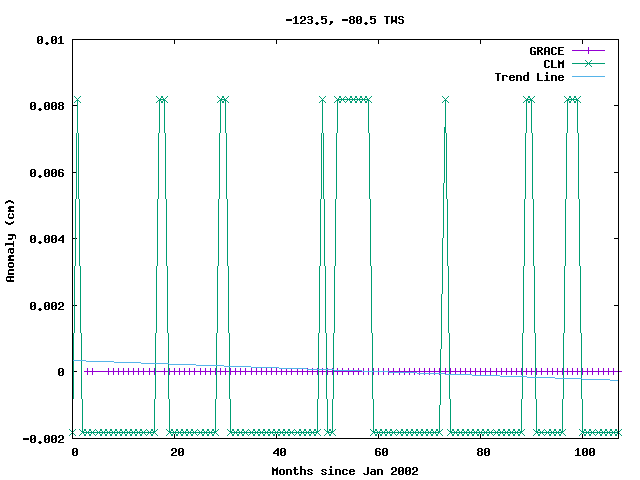 -123.5, -80.5 TWS
0.01
GRACE
CLM
Trend Line
0.008
0.006
0.004
0.002
0
-0.002
Anomaly (cm)
0 20 40 60 80 100
Months since Jan 2002